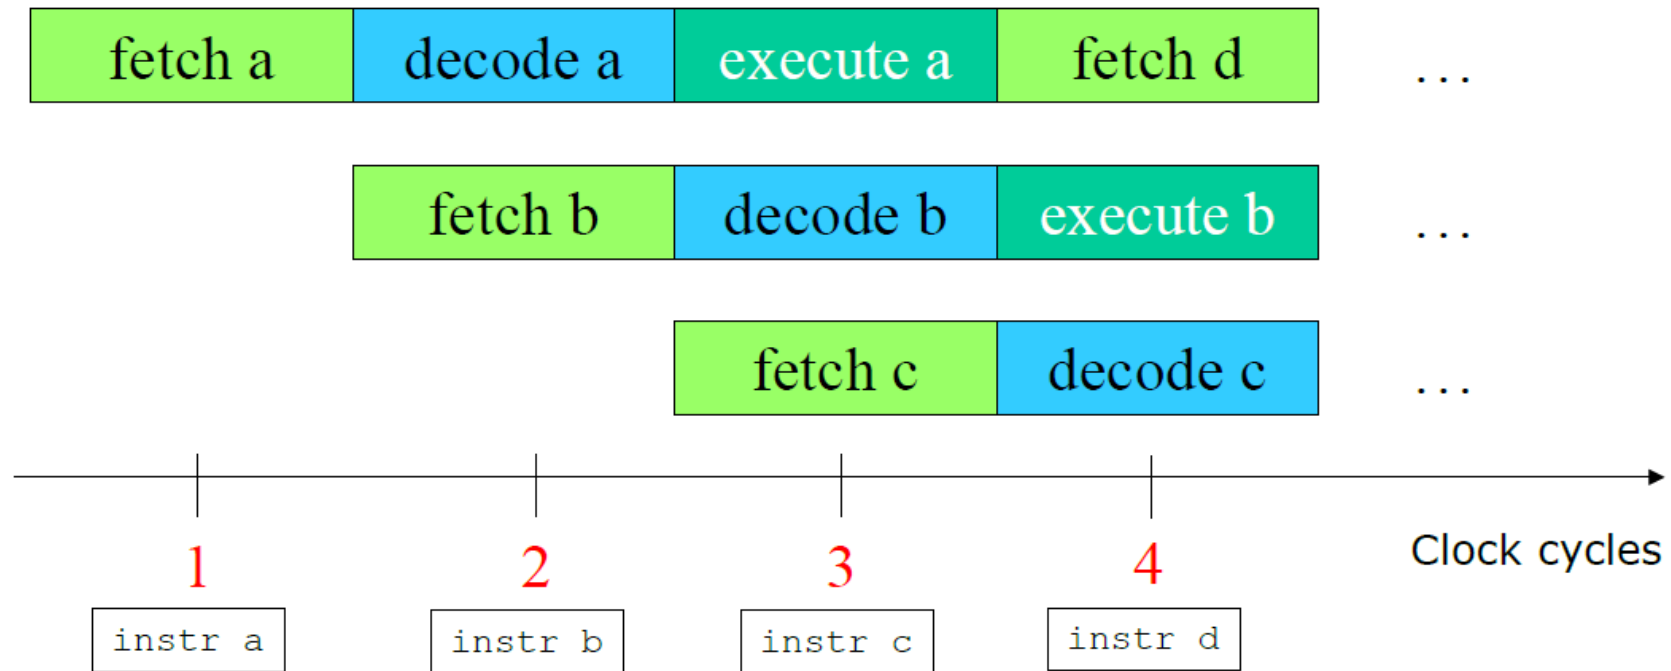 fetch a decode a execute a fetch d ...
fetch b decode b execute b ...
fetch c decode c ...
1 2 3 4 Clock cycles
instr a instr b instr c instr d